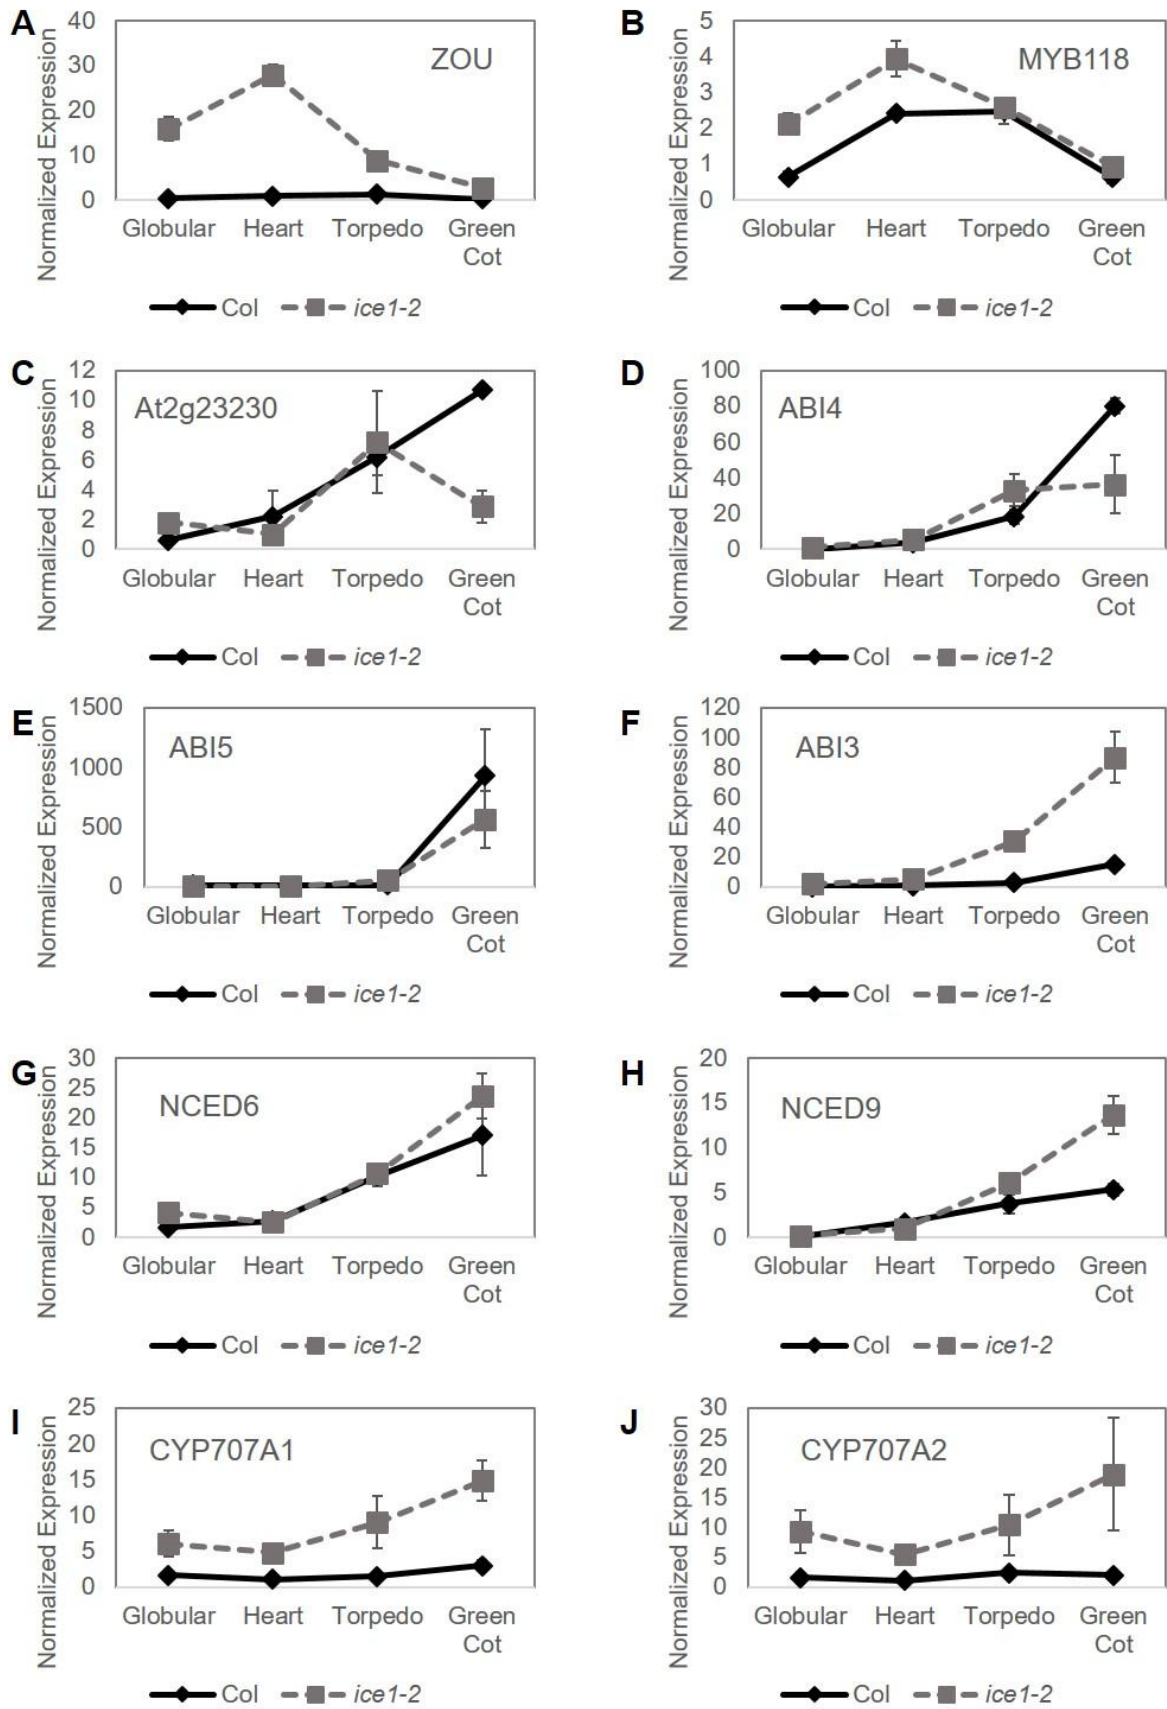 A
ZOU
Normalized Expression
40
30
20
10
0
Globular Heart Torpedo Green
Cot
Col ice1-2
B
MYB118
Normalized Expression
5
4
3
2
1
0
Globular Heart Torpedo Green
Cot
Col ice1-2
C
At2g23230
Normalized Expression
12
10
8
6
4
2
0
Globular Heart Torpedo Green
Cot
Col ice1-2
D
ABI4
Normalized Expression
100
80
60
40
20
0
Globular Heart Torpedo Green
Cot
Col ice1-2
E
ABI5
Normalized Expression
1500
1000
500
0
Globular Heart Torpedo Green
Cot
Col ice1-2
F
ABI3
Normalized Expression
120
100
80
60
40
20
0
Globular Heart Torpedo Green
Cot
Col ice1-2
G
NCED6
Normalized Expression
30
25
20
15
10
5
0
Globular Heart Torpedo Green
Cot
Col ice1-2
H
NCED9
Normalized Expression
20
15
10
5
0
Globular Heart Torpedo Green
Cot
Col ice1-2
I
CYP707A1
Normalized Expression
25
20
15
10
5
0
Globular Heart Torpedo Green
Cot
Col ice1-2
J
CYP707A2
Normalized Expression
30
25
20
15
10
5
0
Globular Heart Torpedo Green
Cot
Col ice1-2